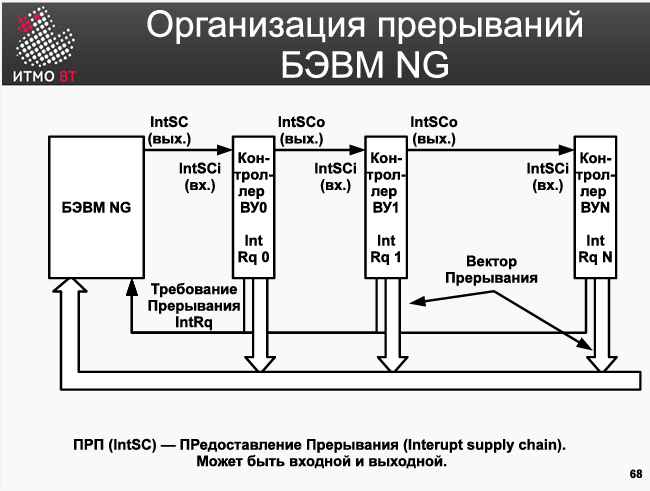 Организация прерываний
БЭВМ NG
ИТМО ВТ
IntSC
(вых.)
IntSCo
(вых.)
IntSCo
(вых.)
IntSCi
(вх.)
IntSCi
(вх.)
IntSCi
(вх.)
БЭВМ NG
Кон-
трол-
лер
ВУ0
Int
Rq 0
Кон-
трол-
лер
ВУ1
Int
Rq 1
Кон-
трол-
лер
ВУN
Int
Rq N
Требование
Прерывания
IntRq
Вектор
Прерывания
ПРП (IntSC) — ПРедоставление Прерывания (Interupt supply chain).
Может быть входной и выходной.
68